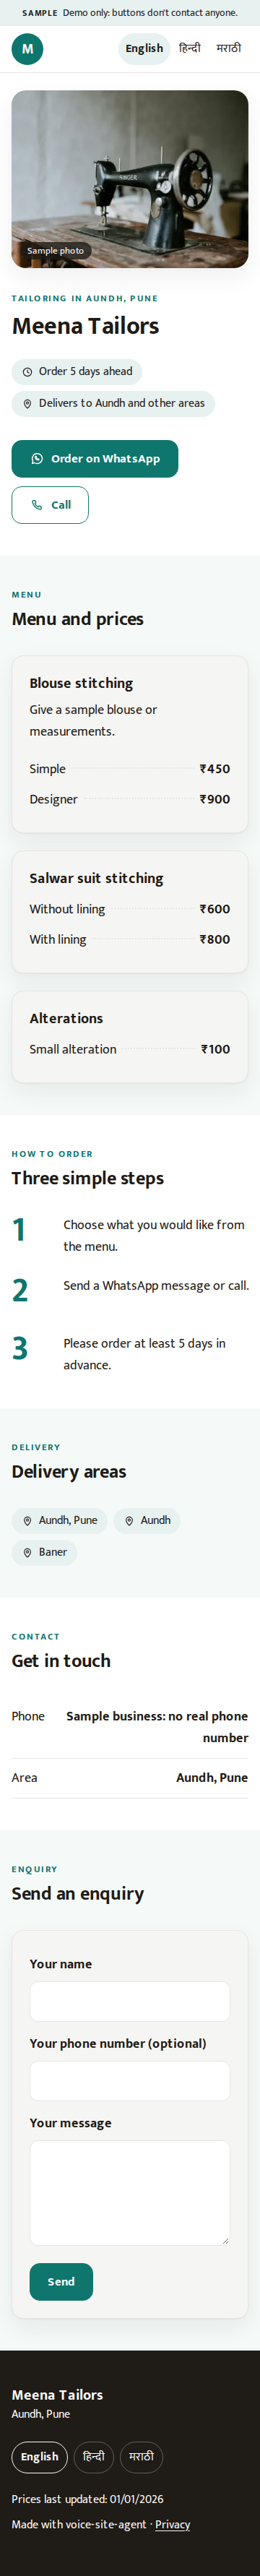 SAMPLE Demo only: buttons don't contact anyone.
M
English हिन्दी मराठी
SINGER
Sample photo
TAILORING IN AUNDH, PUNE
Meena Tailors
Order 5 days ahead
Delivers to Aundh and other areas
Order on WhatsApp
Call
MENU
Menu and prices
Blouse stitching
Give a sample blouse or
measurements.
Simple ₹450
Designer ₹900
Salwar suit stitching
Without lining ₹600
With lining ₹800
Alterations
Small alteration ₹100
HOW TO ORDER
Three simple steps
1 Choose what you would like from
the menu.
2 Send a WhatsApp message or call.
3 Please order at least 5 days in
advance.
DELIVERY
Delivery areas
Aundh, Pune Aundh
Baner
CONTACT
Get in touch
Phone Sample business: no real phone
number
Area Aundh, Pune
ENQUIRY
Send an enquiry
Your name
Your phone number (optional)
Your message
Send
Meena Tailors
Aundh, Pune
English हिन्दी मराठी
Prices last updated: 01/01/2026
Made with voice-site-agent · Privacy